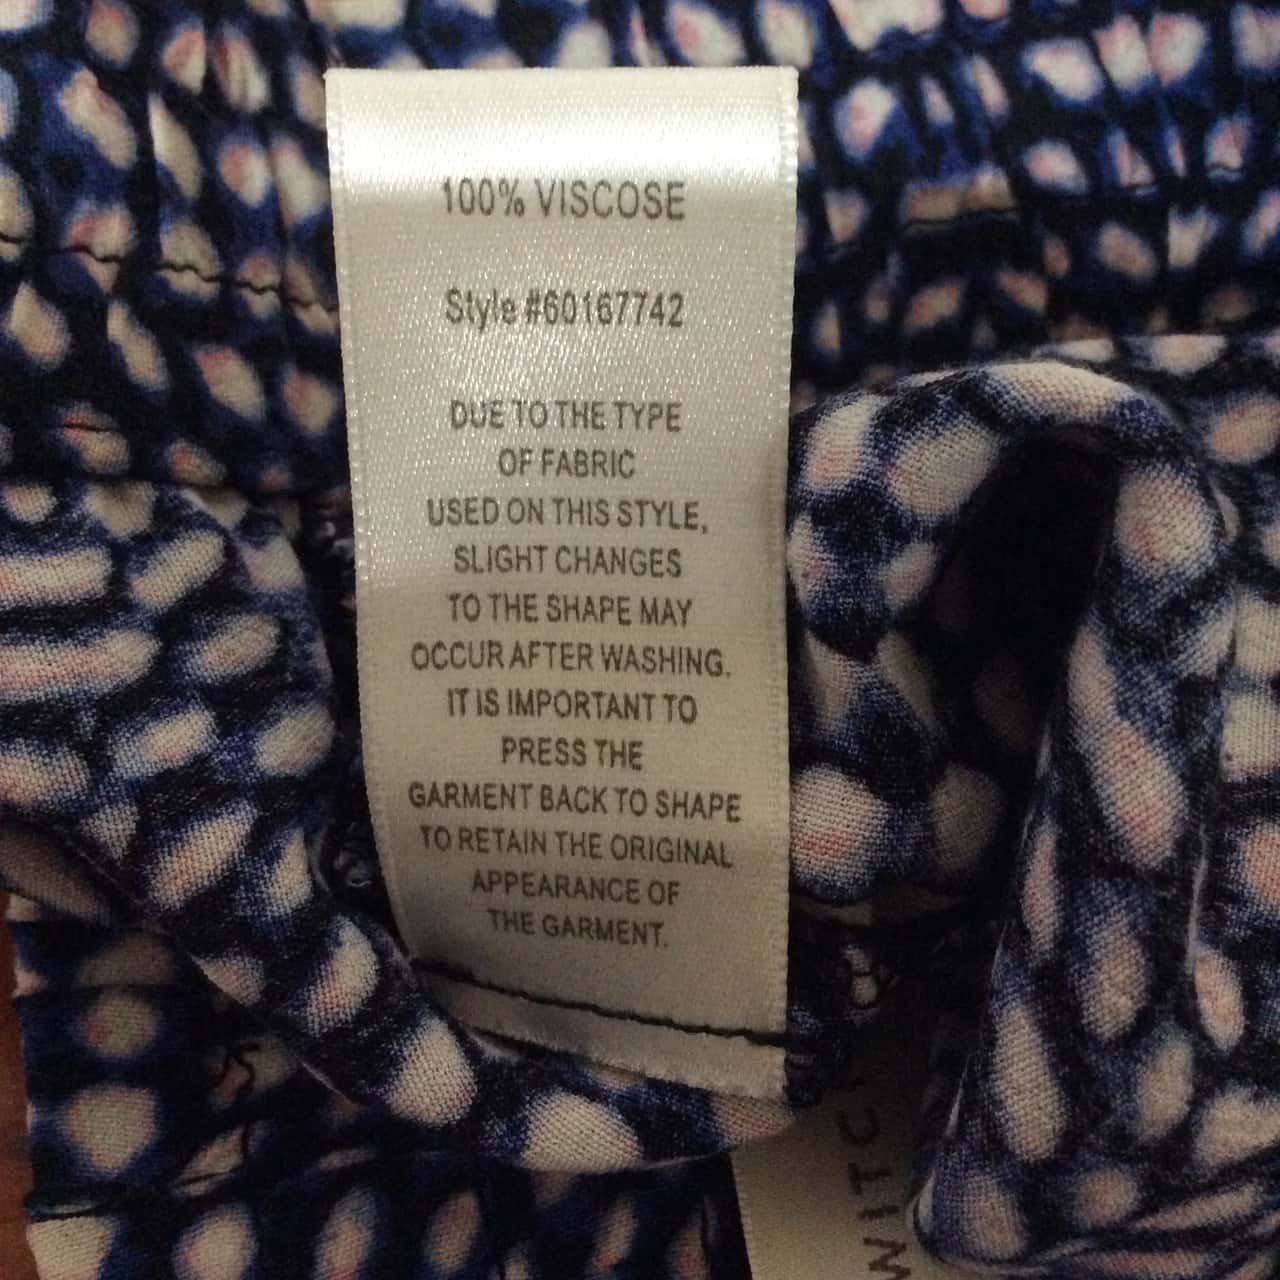 100% VISCOSE
Style #60167742
DUE TO THE TYPE
OF FABRIC
USED ON THIS STYLE,
SLIGHT CHANGES
TO THE SHAPE MAY
OCCUR AFTER WASHING.
IT IS IMPORTANT TO
PRESS THE
GARMENT BACK TO SHAPE
TO RETAIN THE ORIGINAL
APPEARANCE OF
THE GARMENT.